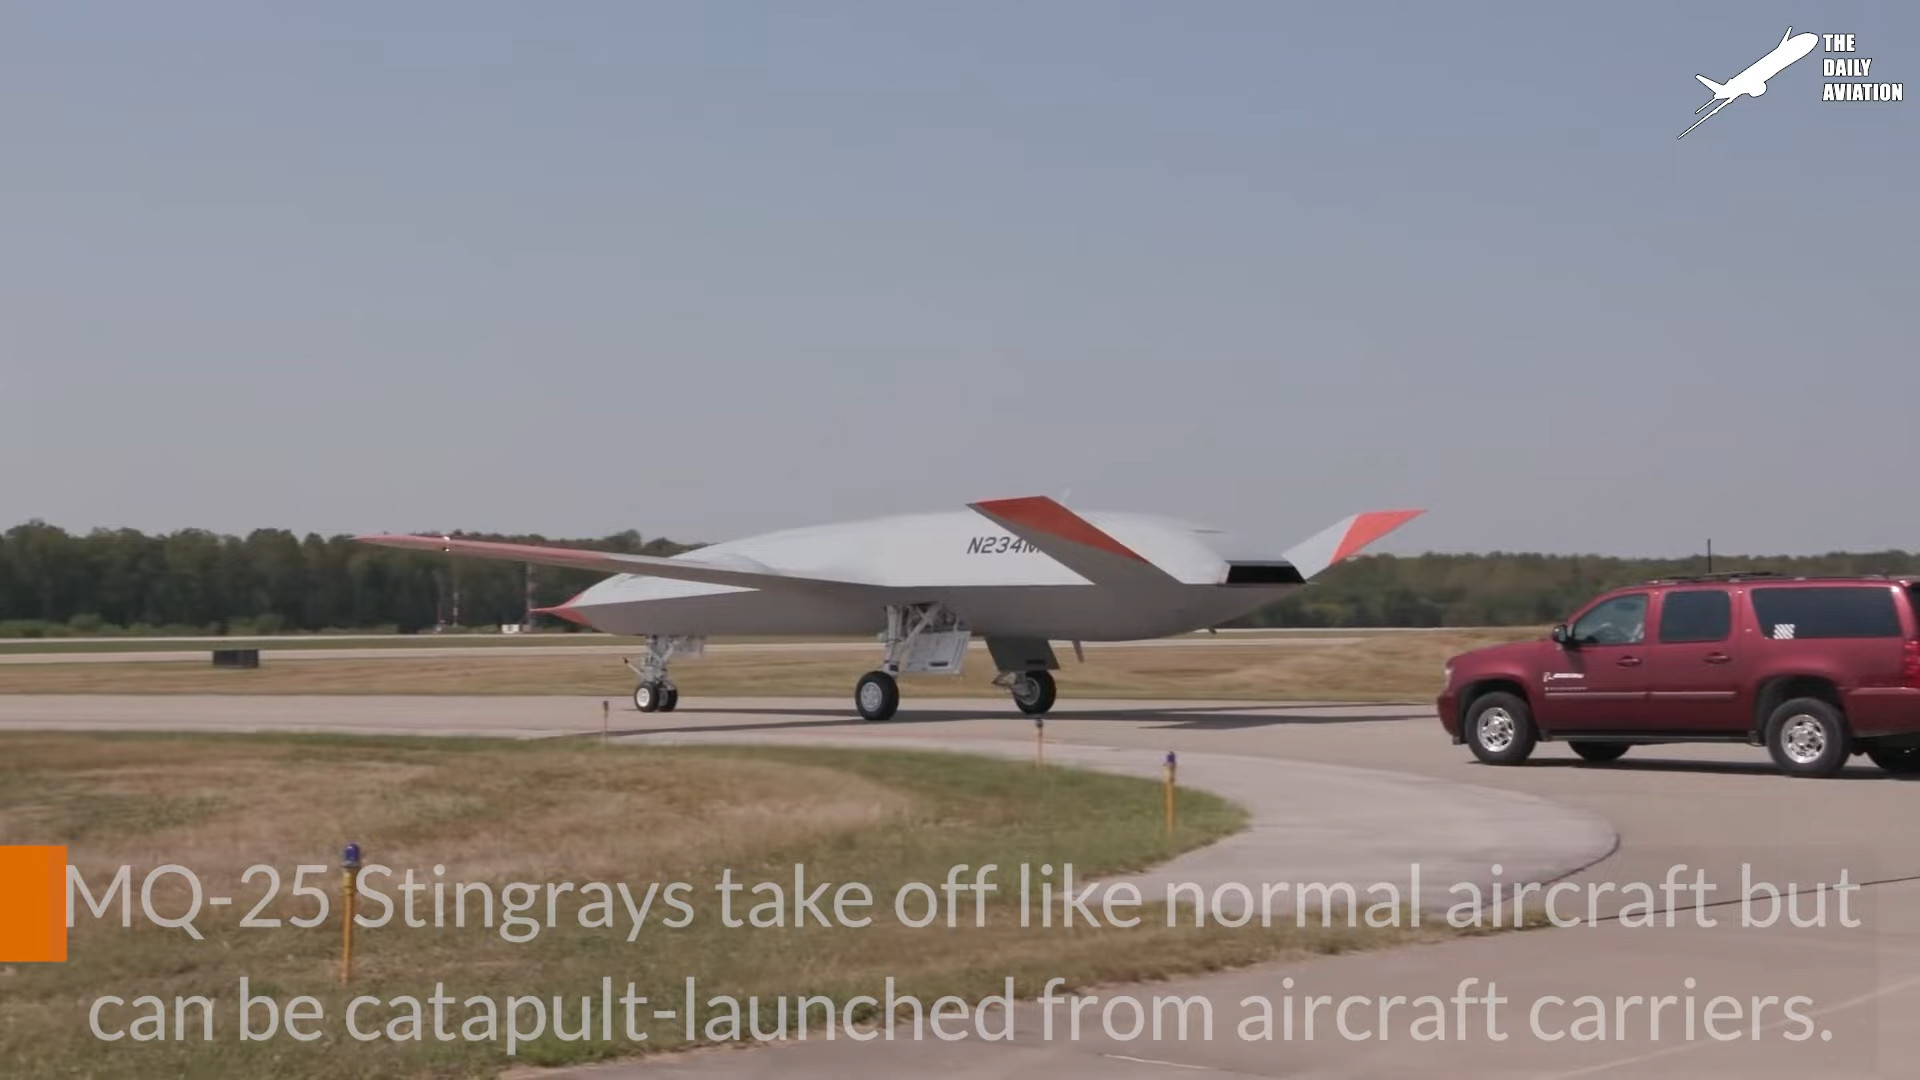 THE
DAILY
AVIATION
N234M
MQ-25 Stingrays take off like normal aircraft but
can be catapult-launched from aircraft carriers.